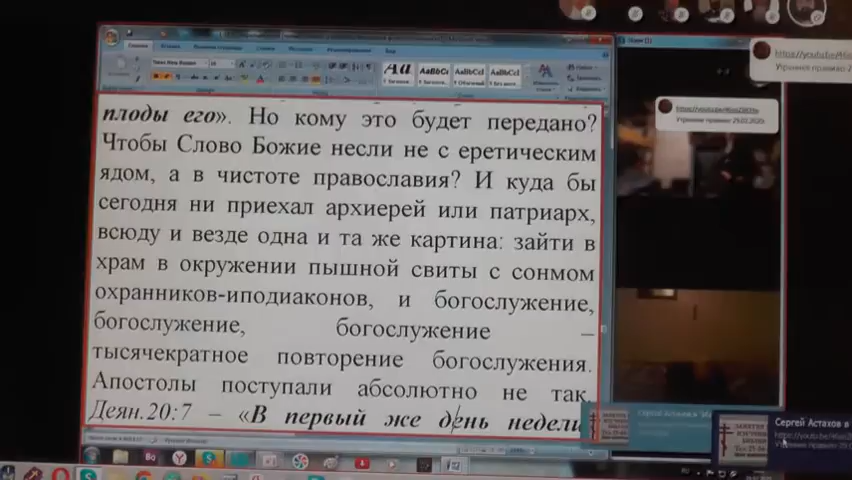 плоды его». Но кому это будет передано?
Чтобы Слово Божие несли не с еретическим
ядом, а в чистоте православия? И куда бы
сегодня ни приехал архиерей или патриарх,
всюду и везде одна и та же картина: зайти в
храм в окружении пышной свиты с сонмом
охранников-иподиаконов, и богослужение,
богослужение, богослужение –
тысячекратное повторение богослужения.
Апостолы поступали абсолютно не так.
Деян.20:7 – «В первый же день недели
Сергей Астахов в